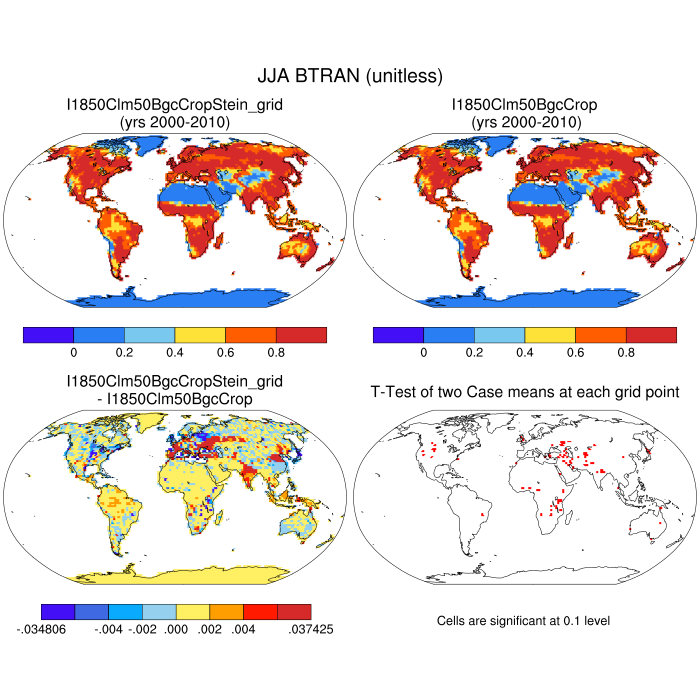 JJA BTRAN (unitless)
I1850Clm50BgcCropStein_grid
(yrs 2000-2010)
I1850Clm50BgcCrop
(yrs 2000-2010)
0 0.2 0.4 0.6 0.8
0 0.2 0.4 0.6 0.8
I1850Clm50BgcCropStein_grid
- I1850Clm50BgcCrop
T-Test of two Case means at each grid point
-.034806 -.004 -.002 .000 .002 .004 .037425
Cells are significant at 0.1 level